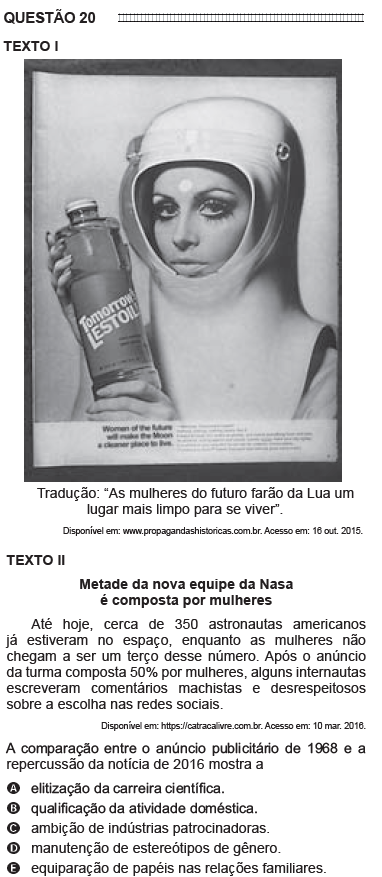 QUESTÃO 20
TEXTO I
Tomorrow's
LESTOIL
Women of the future
will make the Moon
a cleaner place to live.
Tradução: “As mulheres do futuro farão da Lua um
lugar mais limpo para se viver”.
Disponível em: www.propagandashistoricas.com.br. Acesso em: 16 out. 2015.
TEXTO II
Metade da nova equipe da Nasa
é composta por mulheres
Até hoje, cerca de 350 astronautas americanos
já estiveram no espaço, enquanto as mulheres não
chegam a ser um terço desse número. Após o anúncio
da turma composta 50% por mulheres, alguns internautas
escreveram comentários machistas e desrespeitosos
sobre a escolha nas redes sociais.
Disponível em: https://catracalivre.com.br. Acesso em: 10 mar. 2016.
A comparação entre o anúncio publicitário de 1968 e a
repercussão da notícia de 2016 mostra a
A elitização da carreira científica.
B qualificação da atividade doméstica.
C ambição de indústrias patrocinadoras.
D manutenção de estereótipos de gênero.
E equiparação de papéis nas relações familiares.